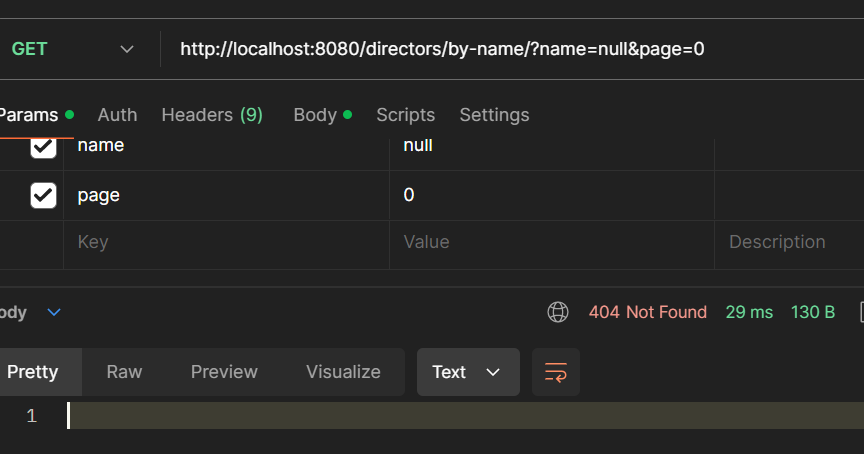 GET http://localhost:8080/directors/by-name/?name=null&page=0
Params Auth Headers (9) Body Scripts Settings
name null
page 0
Key Value Description
ody 404 Not Found 29 ms 130 B
Pretty Raw Preview Visualize Text
1